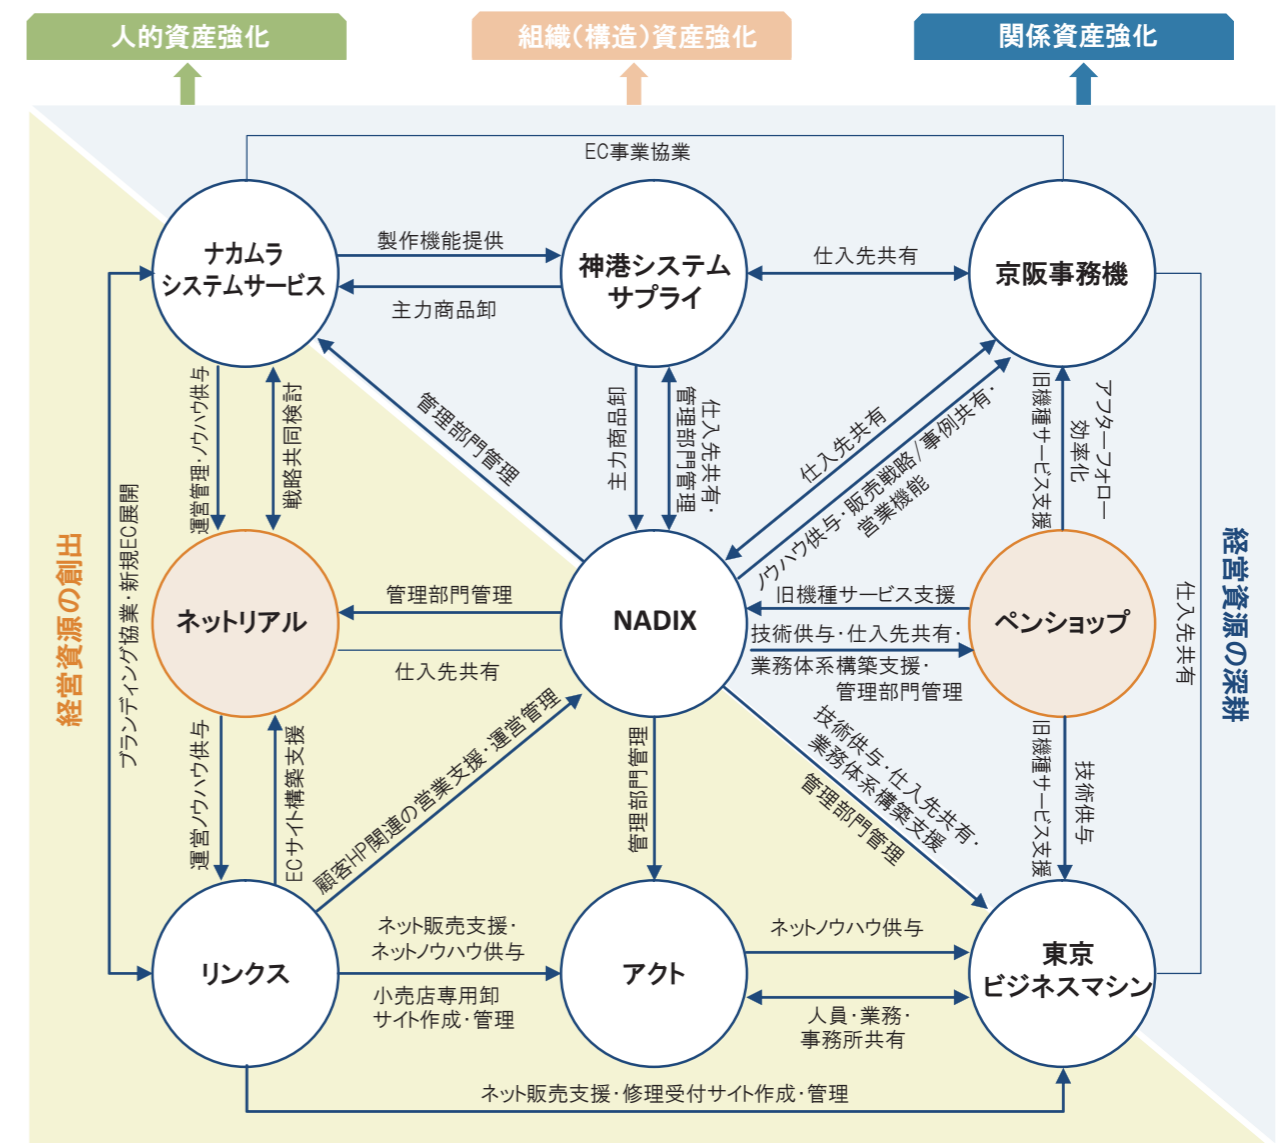 人的資産強化
組織（構造）資産強化
関係資産強化
EC事業協業
ナカムラ
システムサービス
製作機能提供
主力商品卸
神港システム
サプライ
仕入先共有
京阪事務機
運営管理・ノウハウ供与
戦略共同検討
管理部門管理
主力商品卸
仕入先共有・
管理部門管理
仕入先共有
ノウハウ供与・販売戦略/事例共有・
営業機能
旧機種サービス支援
アフターフォロー
効率化
経営資源の創出
ブランディング協業・新規EC展開
ネットリアル
管理部門管理
仕入先共有
NADIX
旧機種サービス支援
技術供与・仕入先共有・
業務体系構築支援・
管理部門管理
ペンショップ
仕入先共有
経営資源の深耕
運営ノウハウ供与
ECサイト構築支援
顧客HP関連の営業支援・運営管理
管理部門管理
技術供与・仕入先共有・
業務体系構築支援
管理部門管理
旧機種サービス支援
技術供与
リンクス
ネット販売支援・
ネットノウハウ供与
小売店専用卸
サイト作成・管理
アクト
ネットノウハウ供与
人員・業務・
事務所共有
東京
ビジネスマシン
ネット販売支援・修理受付サイト作成・管理